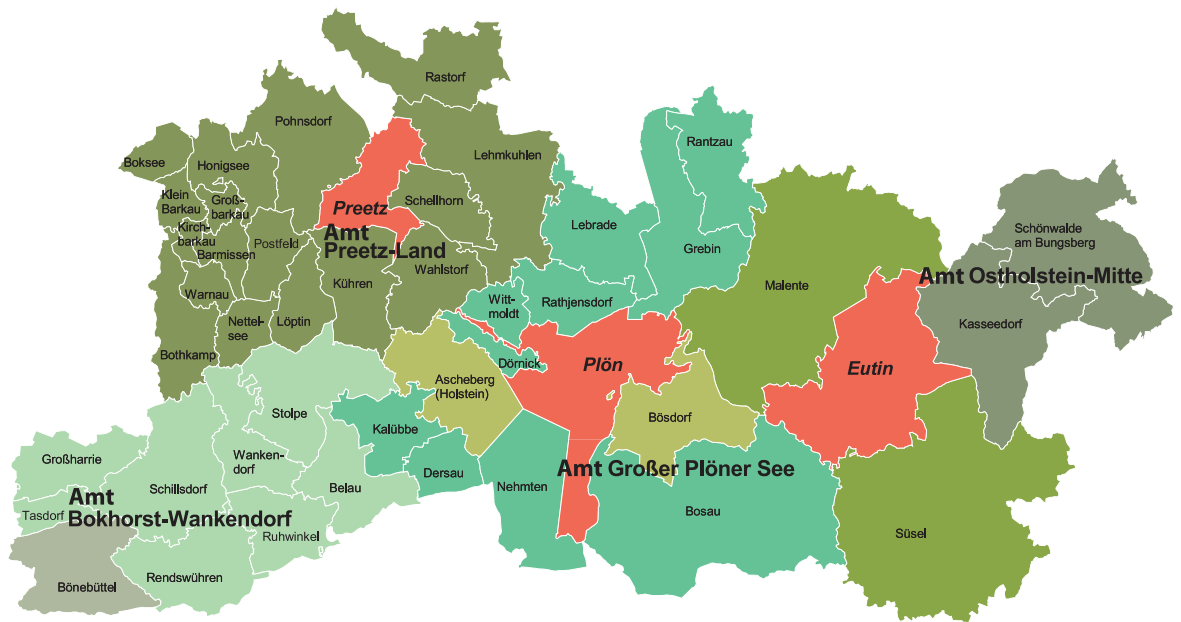 Rastorf
Pohnsdorf
Rantzau
Boksee
Honigsee
Lehmkuhlen
Klein
Barkau
Groß-
barkau
Schellhorn
Preetz
Lebrade
Schönwalde
am Bungsberg
Kirch-
barkau
Amt
Preetz-Land
Postfeld
Barmissen
Grebin
Wahlstorf
Amt Ostholstein-Mitte
Kühren
Malente
Warnau
Witt-
moldt
Rathjensdorf
Nettel-
see
Löptin
Kasseedorf
Bothkamp
Dörnick
Plön
Eutin
Ascheberg
(Holstein)
Stolpe
Bösdorf
Kalübbe
Großharrie
Wanken-
dorf
Dersau
Amt Großer Plöner See
Schillsdorf
Belau
Nehmten
Amt
Bokhorst-Wankendorf
Tasdorf
Bosau
Ruhwinkel
Süsel
Rendswühren
Bönebüttel